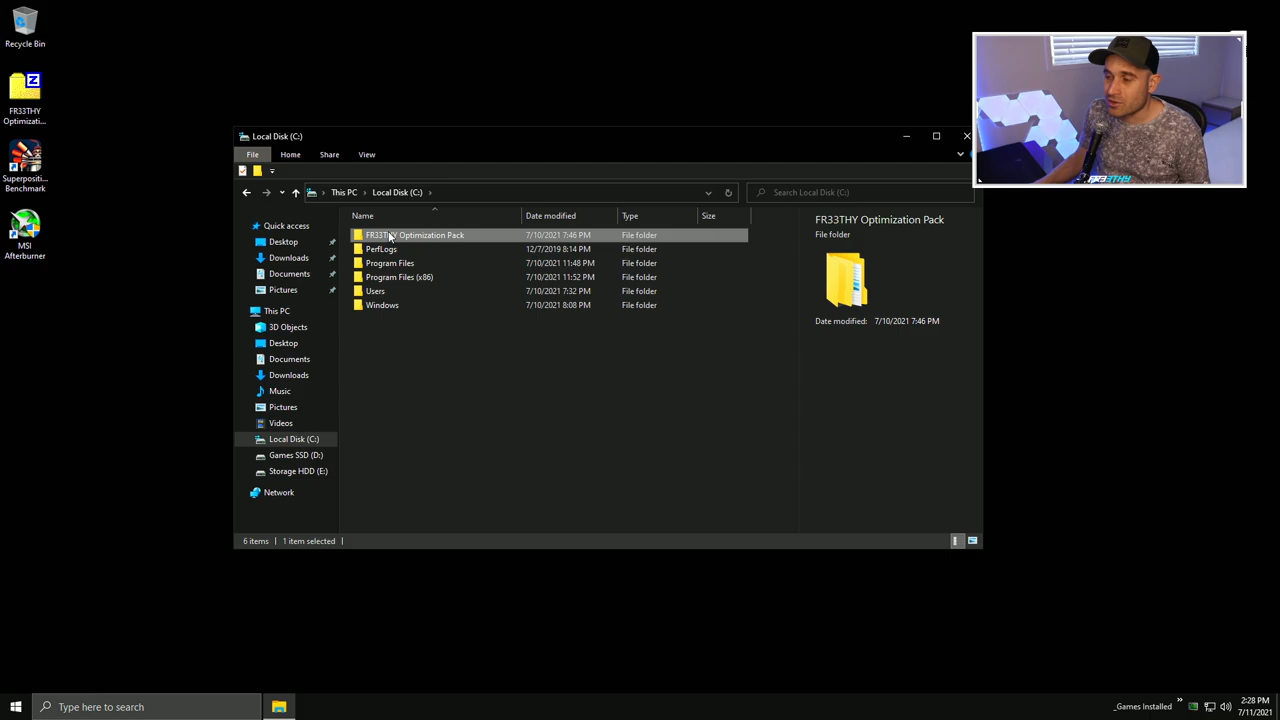 Recycle Bin
FR33THY
Optimizati...
Superpositi...
Benchmark
MSI
Afterburner
Local Disk (C:)
File Home Share View
This PC Local Disk (C:)
Search Local Disk (C:)
Quick access
Desktop
Downloads
Documents
Pictures
This PC
3D Objects
Desktop
Documents
Downloads
Music
Pictures
Videos
Local Disk (C:)
Games SSD (D:)
Storage HDD (E:)
Network
Name Date modified Type Size
FR33THY Optimization Pack 7/10/2021 7:46 PM File folder
PerfLogs 12/7/2019 8:14 PM File folder
Program Files 7/10/2021 11:48 PM File folder
Program Files (x86) 7/10/2021 11:52 PM File folder
Users 7/10/2021 7:32 PM File folder
Windows 7/10/2021 8:08 PM File folder
FR33THY Optimization Pack
File folder
Date modified: 7/10/2021 7:46 PM
6 items 1 item selected
FR33THY
Type here to search
_Games Installed
2:28 PM
7/11/2021